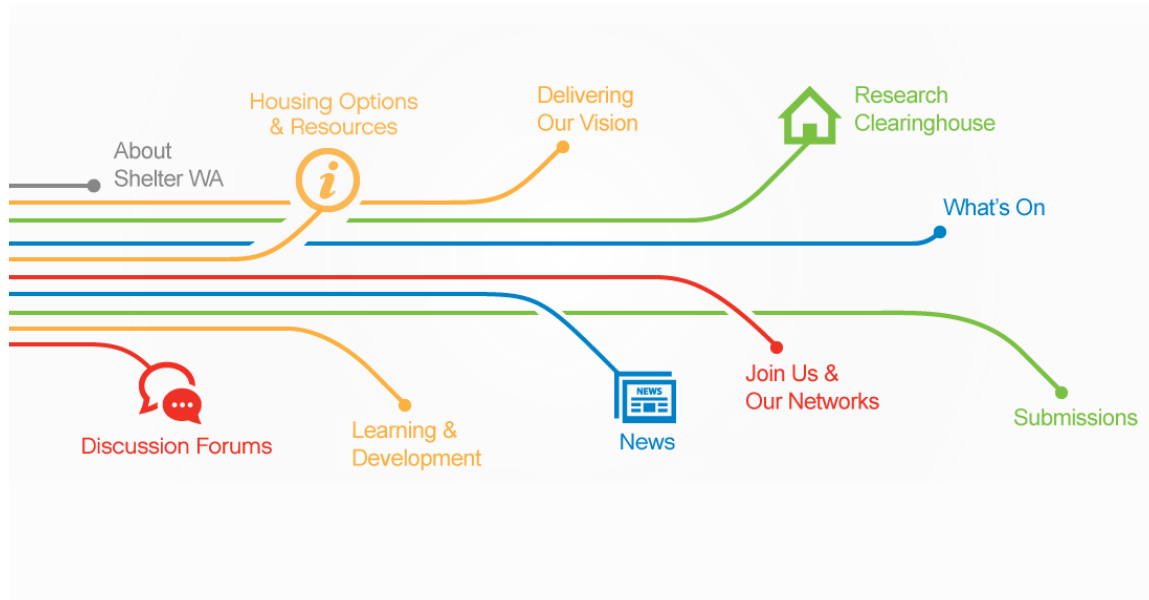 Housing Options
& Resources
Delivering
Our Vision
Research
Clearinghouse
About
Shelter WA
i
What's On
NEWS
Join Us &
Our Networks
Submissions
Discussion Forums
Learning &
Development
News